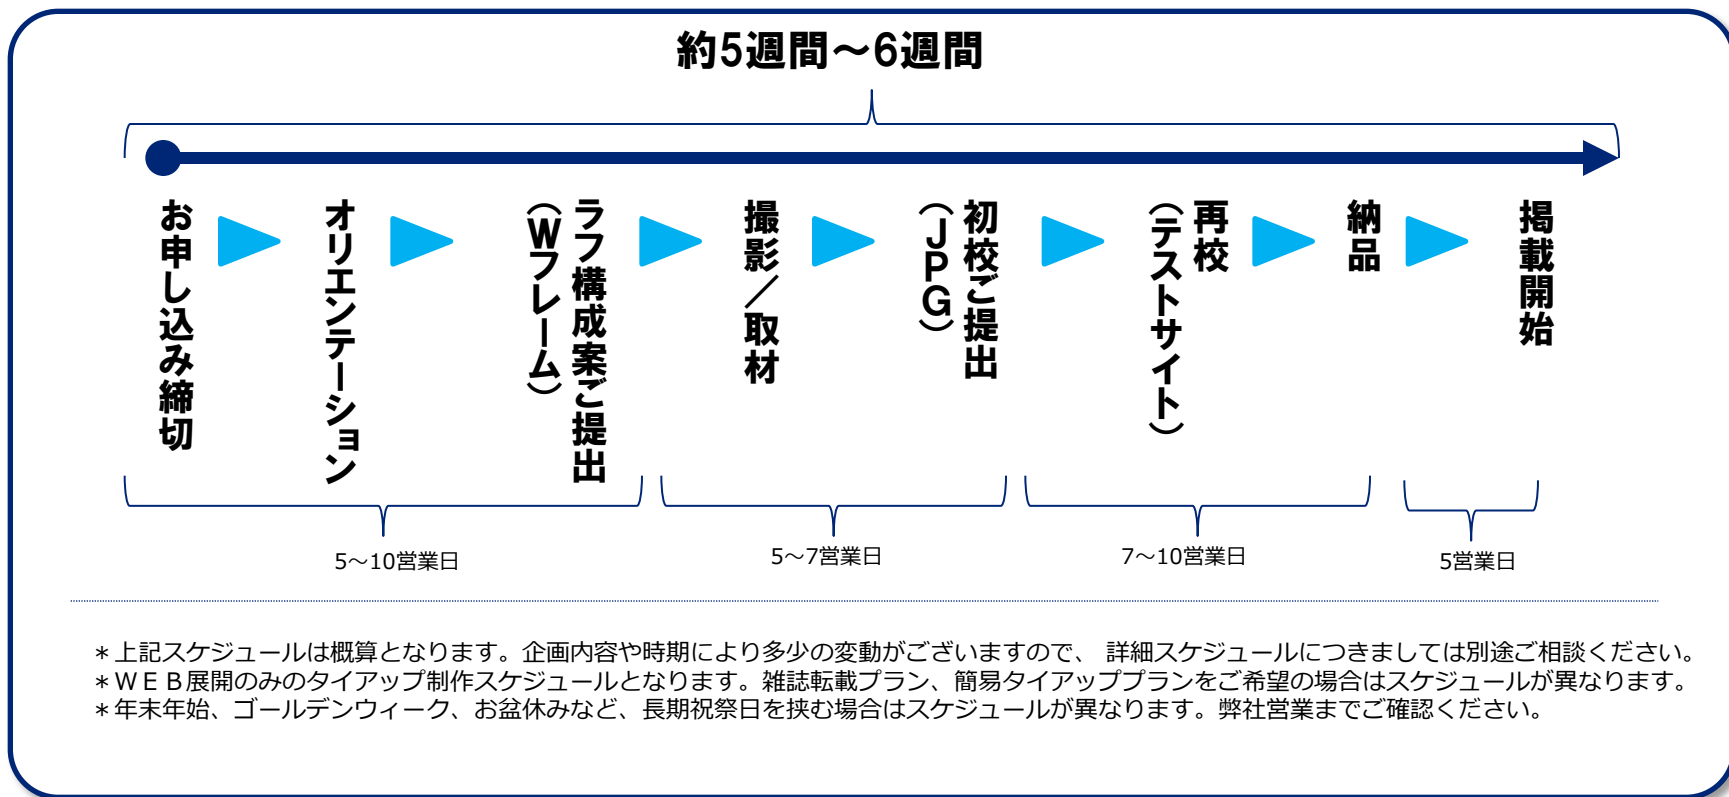 約5週間～6週間
お申し込み締切
オリエンテーション
ラフ構成案ご提出
（Ｗフレーム）
撮影／取材
初校ご提出
（ＪＰＧ）
再校
（テストサイト）
納品
掲載開始
5～10営業日
5～7営業日
7～10営業日
5営業日
＊上記スケジュールは概算となります。企画内容や時期により多少の変動がございますので、 詳細スケジュールにつきましては別途ご相談ください。
＊ＷＥＢ展開のみのタイアップ制作スケジュールとなります。雑誌転載プラン、簡易タイアッププランをご希望の場合はスケジュールが異なります。
＊年末年始、ゴールデンウィーク、お盆休みなど、長期祝祭日を挟む場合はスケジュールが異なります。弊社営業までご確認ください。